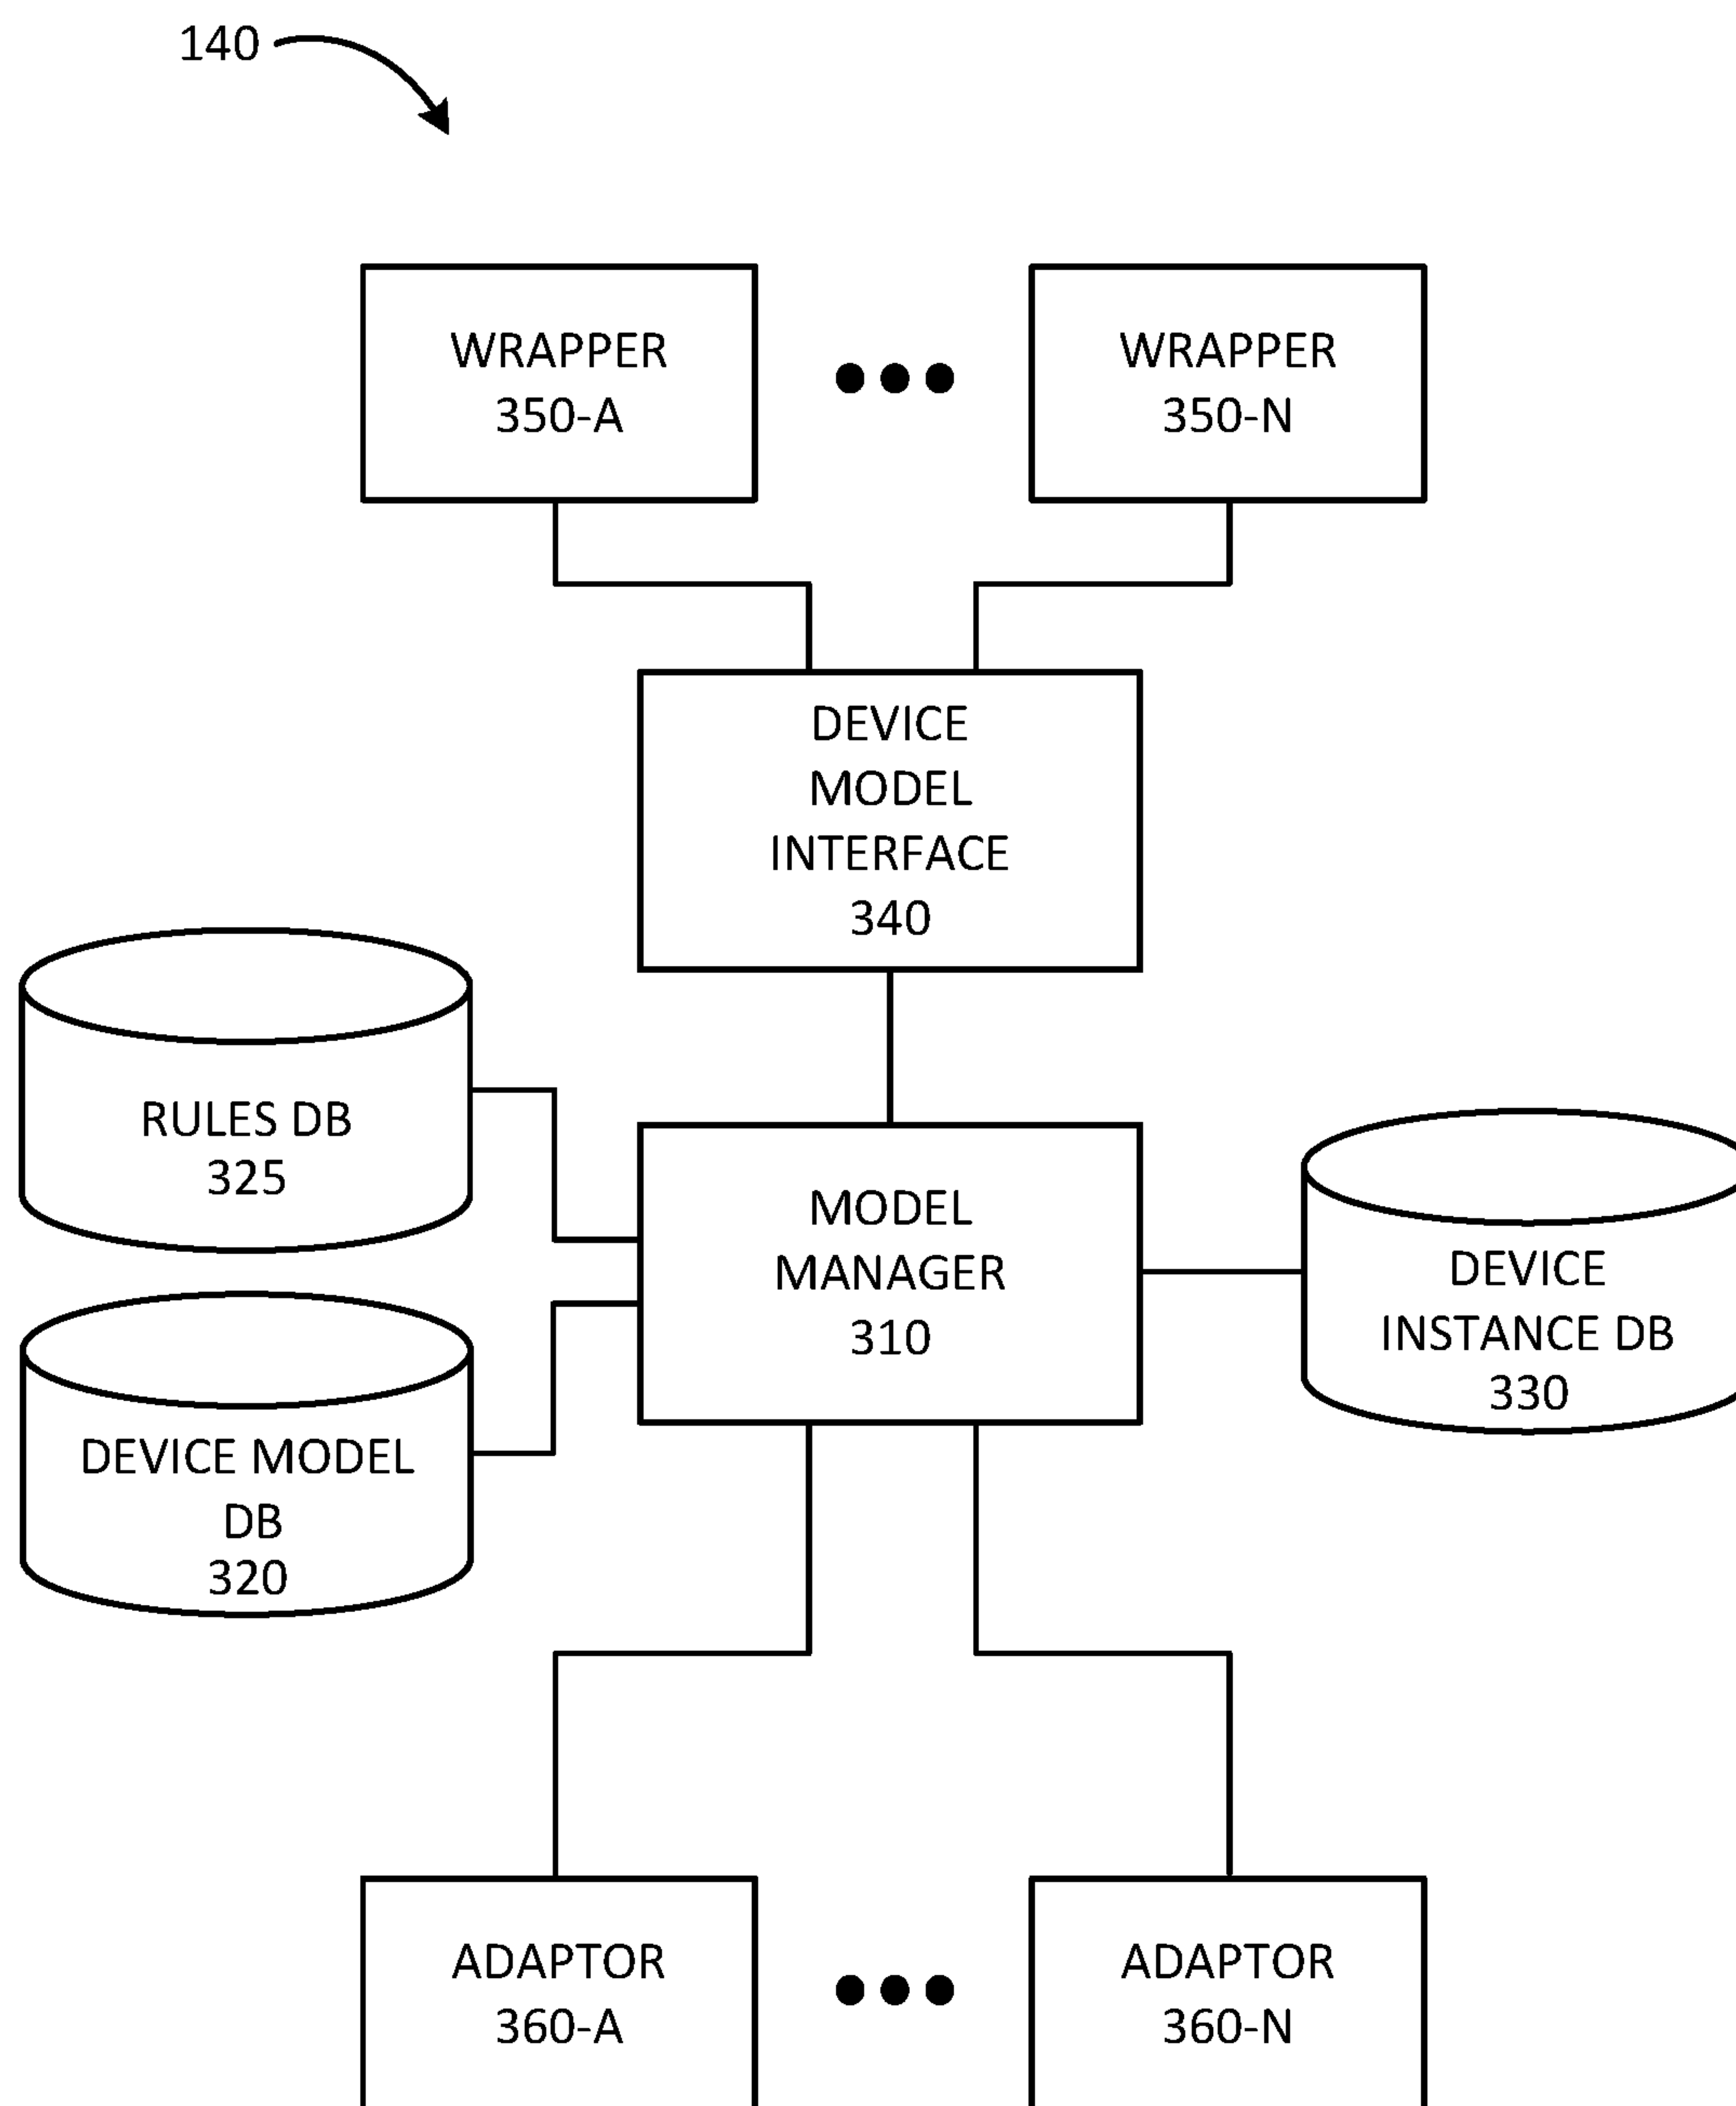 140
WRAPPER
350-A
WRAPPER
350-N
DEVICE
MODEL
INTERFACE
340
RULES DB
325
MODEL
MANAGER
310
DEVICE
INSTANCE DB
330
DEVICE MODEL
DB
320
ADAPTOR
360-A
ADAPTOR
360-N